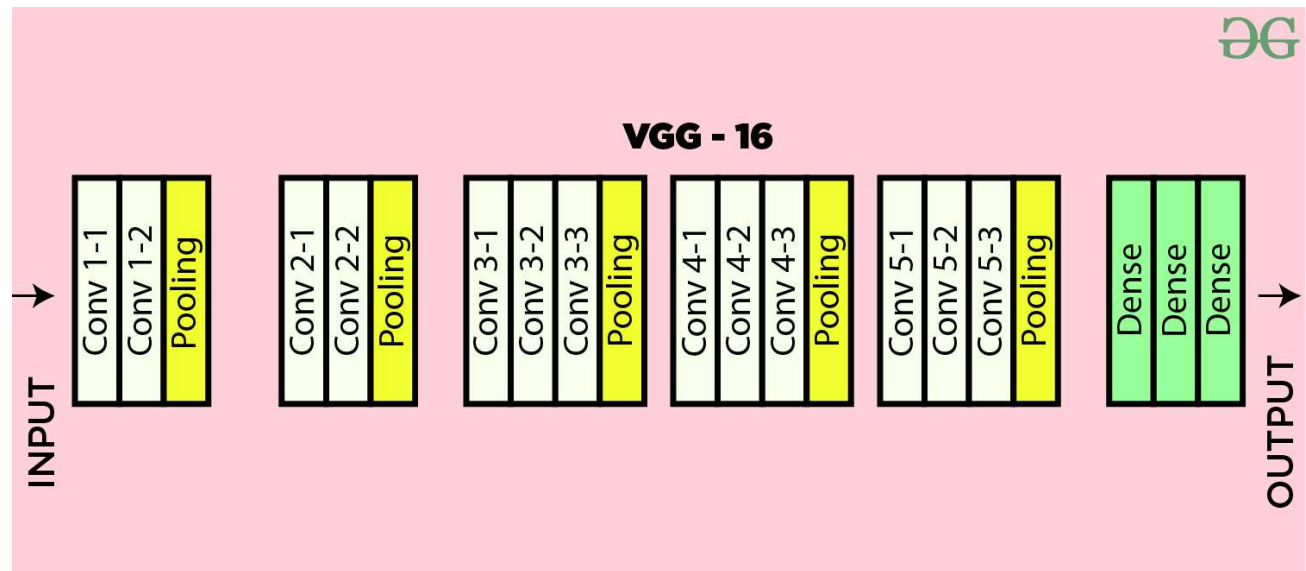 VGG - 16
INPUT
Conv 1-1
Conv 1-2
Pooling
Conv 2-1
Conv 2-2
Pooling
Conv 3-1
Conv 3-2
Conv 3-3
Pooling
Conv 4-1
Conv 4-2
Conv 4-3
Pooling
Conv 5-1
Conv 5-2
Conv 5-3
Pooling
Dense
Dense
Dense
OUTPUT